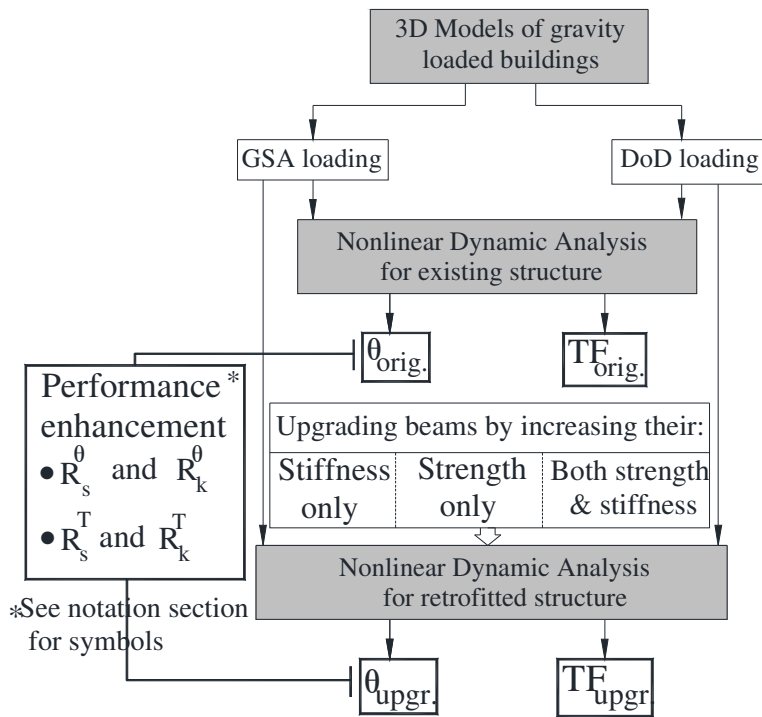 3D Models of gravity
loaded buildings
GSA loading
DoD loading
Nonlinear Dynamic Analysis
for existing structure
θorig.
TForig.
Performance*
enhancement
• R_s^θ and R_k^θ
• R_s^T and R_k^T
*See notation section
for symbols
Upgrading beams by increasing their:
Stiffness
only
Strength
only
Both strength
& stiffness
Nonlinear Dynamic Analysis
for retrofitted structure
θupgr.
TFupgr.